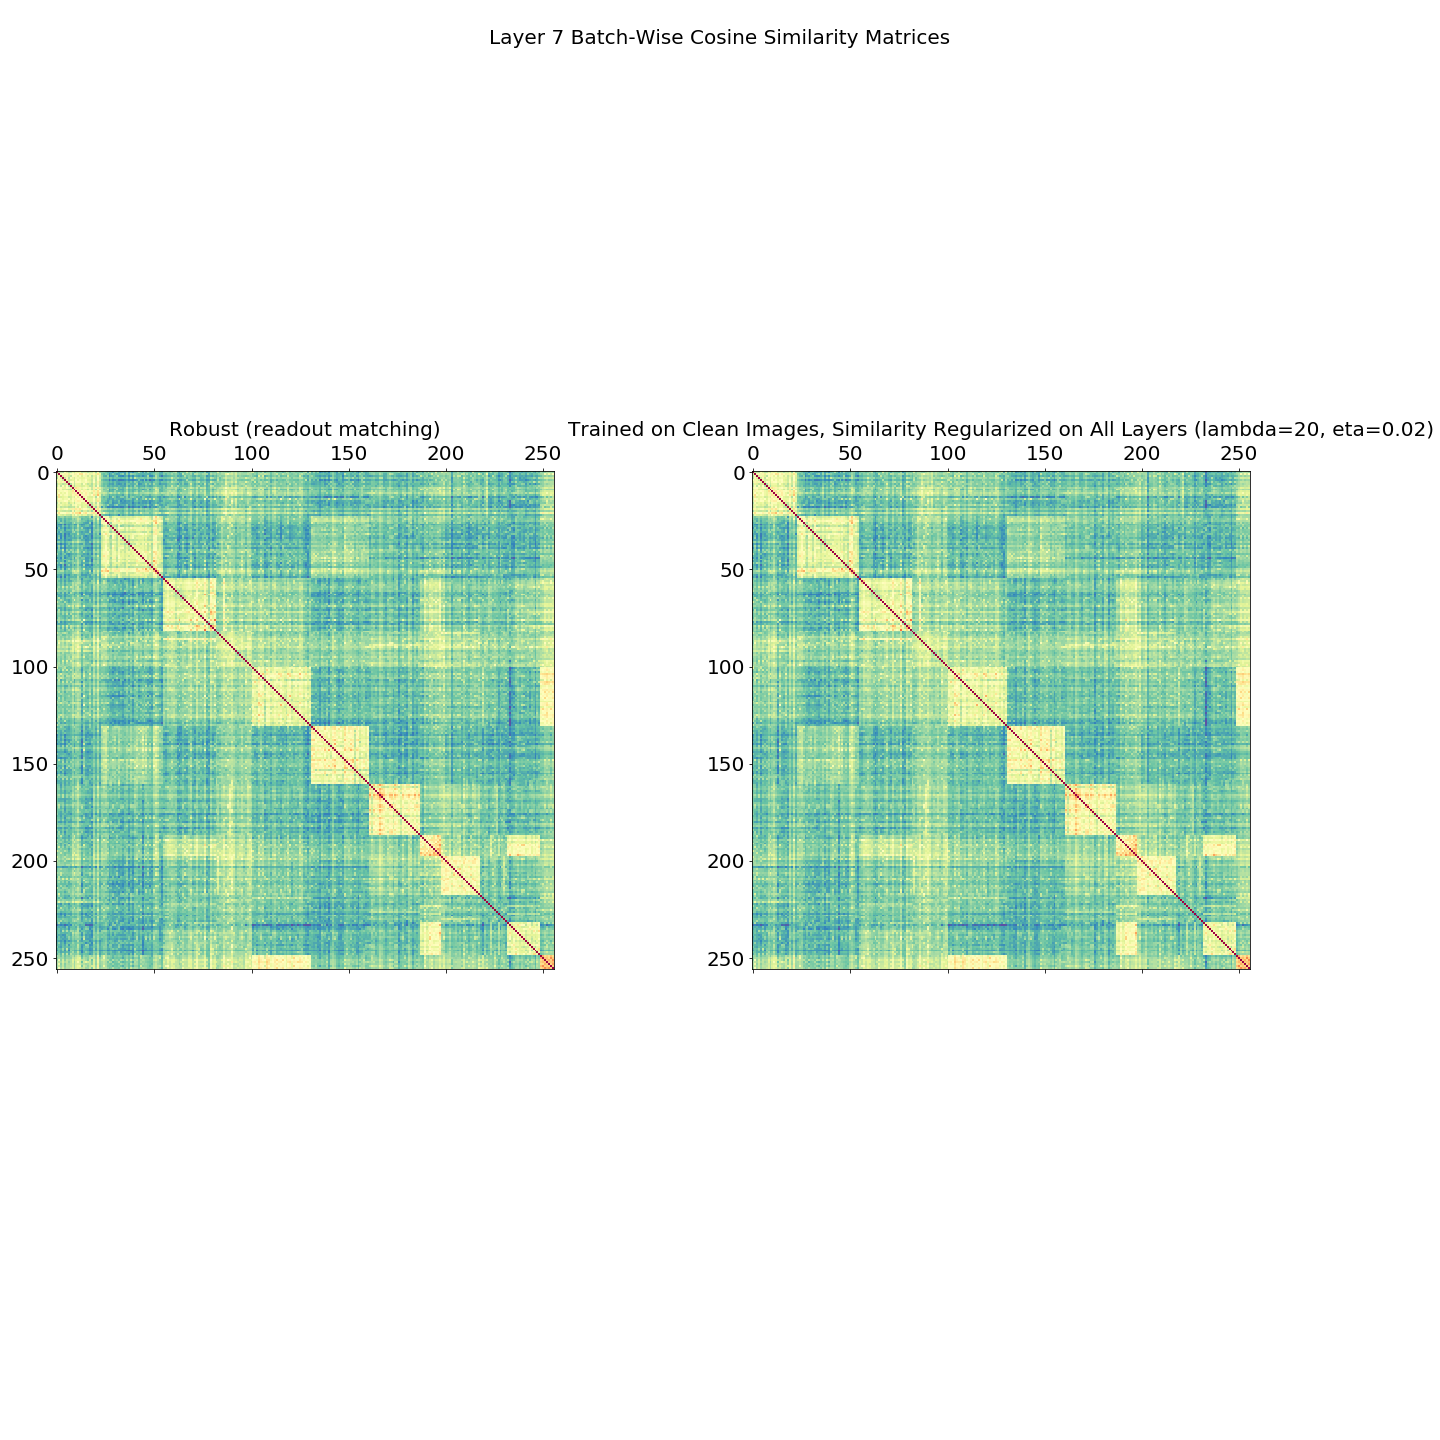 Layer 7 Batch-Wise Cosine Similarity Matrices
Robust (readout matching)
0 50 100 150 200 250
0
50
100
150
200
250
Trained on Clean Images, Similarity Regularized on All Layers (lambda=20, eta=0.02)
0 50 100 150 200 250
0
50
100
150
200
250